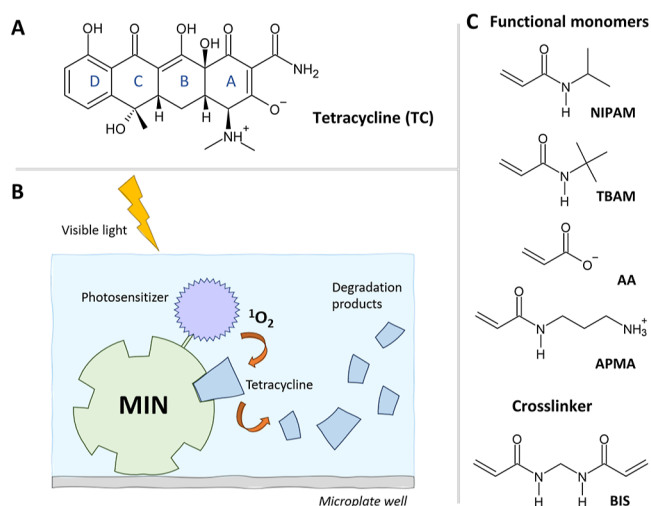 A
OH
O
OH
OH
O
O
NH2
D
C
B
A
O−
HO
H
H
NH+
Tetracycline (TC)
B
Visible light
Photosensitizer
1O2
Degradation
products
MIN
Tetracycline
Microplate well
C Functional monomers
O
N
H
NIPAM
O
N
H
TBAM
O
O−
AA
O
N
H
NH3+
APMA
Crosslinker
O
O
N
N
H
H
BIS